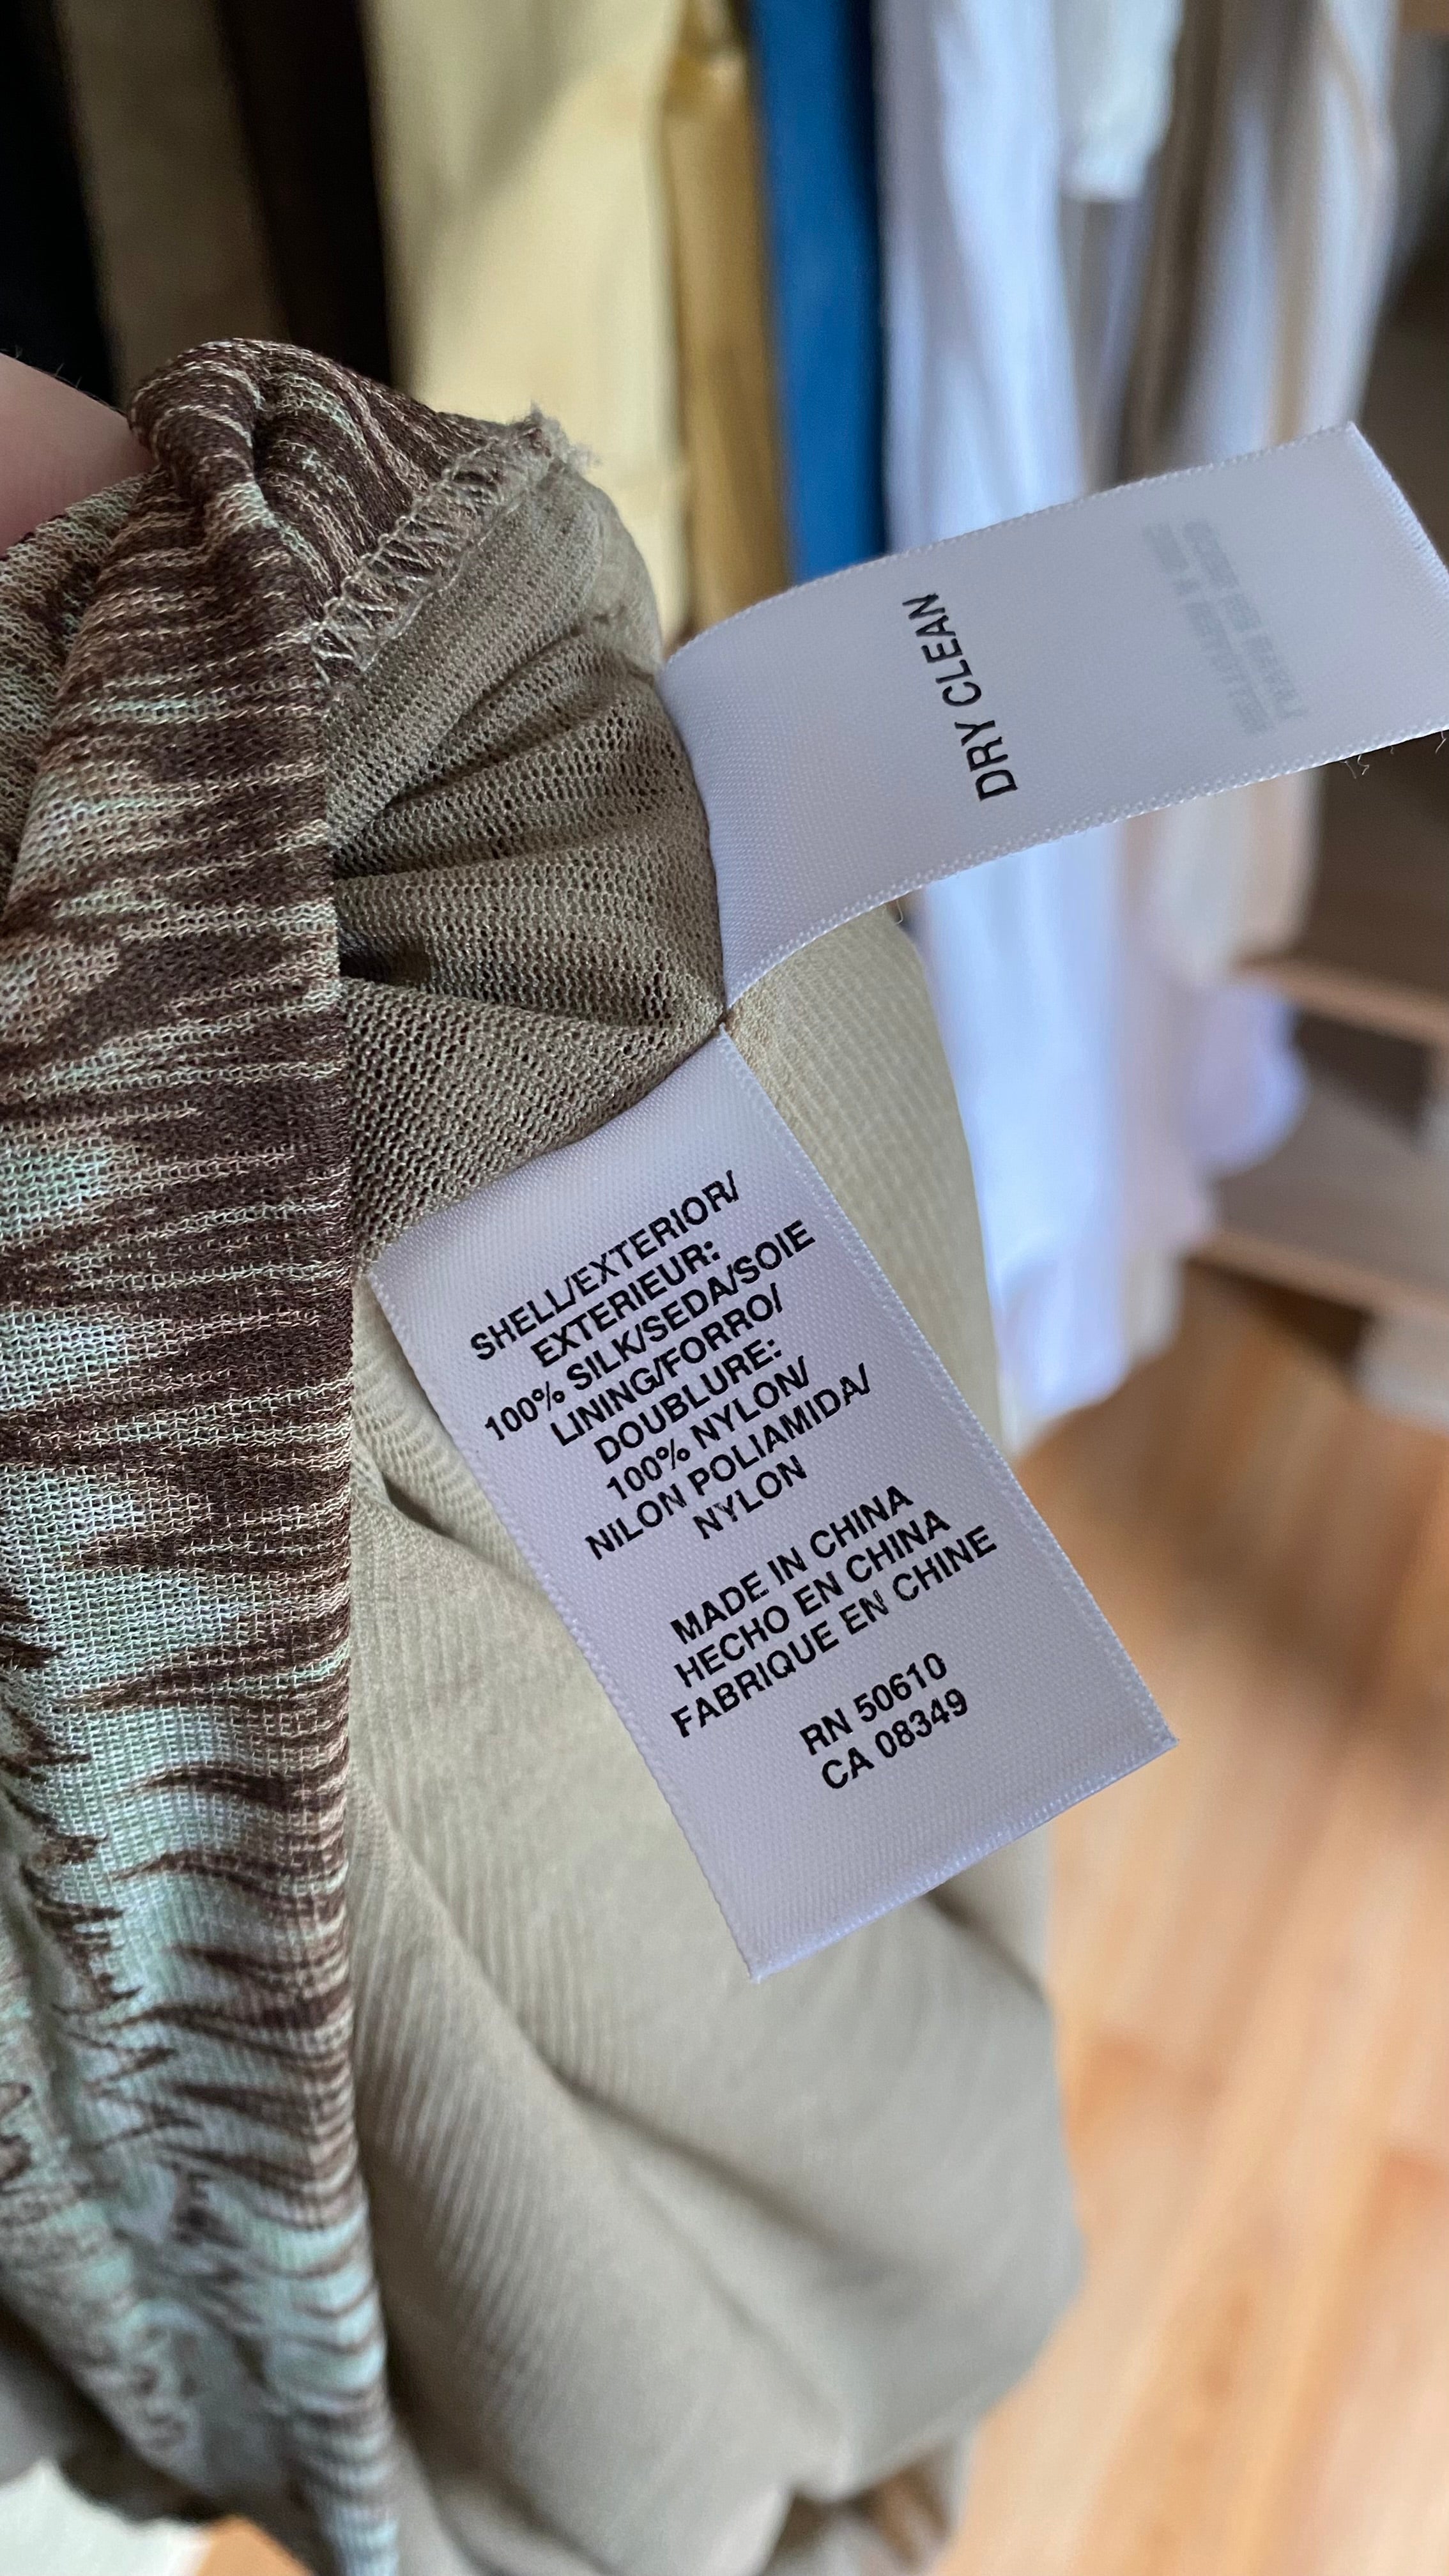 DRY CLEAN
SHELL/EXTERIOR/
EXTERIEUR:
100% SILK/SEDA/SOIE
LINING/FORRO/
DOUBLURE:
100% NYLON/
NILON POLIAMIDA/
NYLON
MADE IN CHINA
HECHO EN CHINA
FABRIQUE EN CHINE
RN 50610
CA 08349